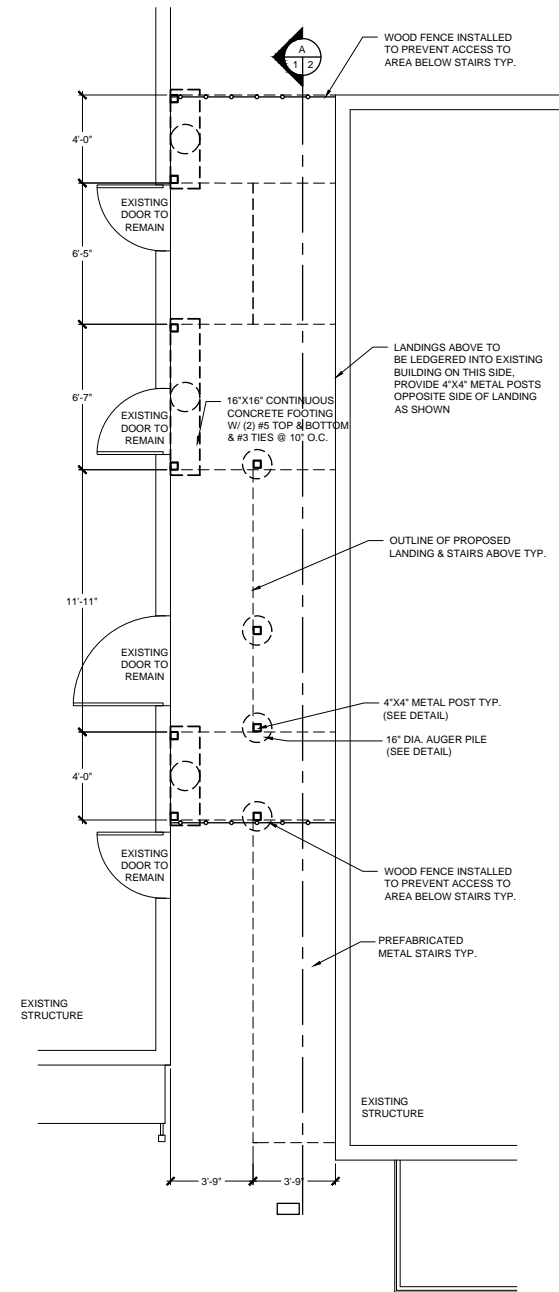 WOOD FENCE INSTALLED
TO PREVENT ACCESS TO
AREA BELOW STAIRS TYP.
A
1 2
4'-0"
EXISTING
DOOR TO
REMAIN
6'-5"
LANDINGS ABOVE TO
BE LEDGERED INTO EXISTING
BUILDING ON THIS SIDE,
PROVIDE 4"X4" METAL POSTS
OPPOSITE SIDE OF LANDING
AS SHOWN
6'-7"
16"X16" CONTINUOUS
CONCRETE FOOTING
W/ (2) #5 TOP & BOTTOM
& #3 TIES @ 10" O.C.
EXISTING
DOOR TO
REMAIN
OUTLINE OF PROPOSED
LANDING & STAIRS ABOVE TYP.
11'-11"
EXISTING
DOOR TO
REMAIN
4"X4" METAL POST TYP.
(SEE DETAIL)
16" DIA. AUGER PILE
(SEE DETAIL)
4'-0"
EXISTING
DOOR TO
REMAIN
WOOD FENCE INSTALLED
TO PREVENT ACCESS TO
AREA BELOW STAIRS TYP.
PREFABRICATED
METAL STAIRS TYP.
EXISTING
STRUCTURE
EXISTING
STRUCTURE
3'-9"
3'-9"